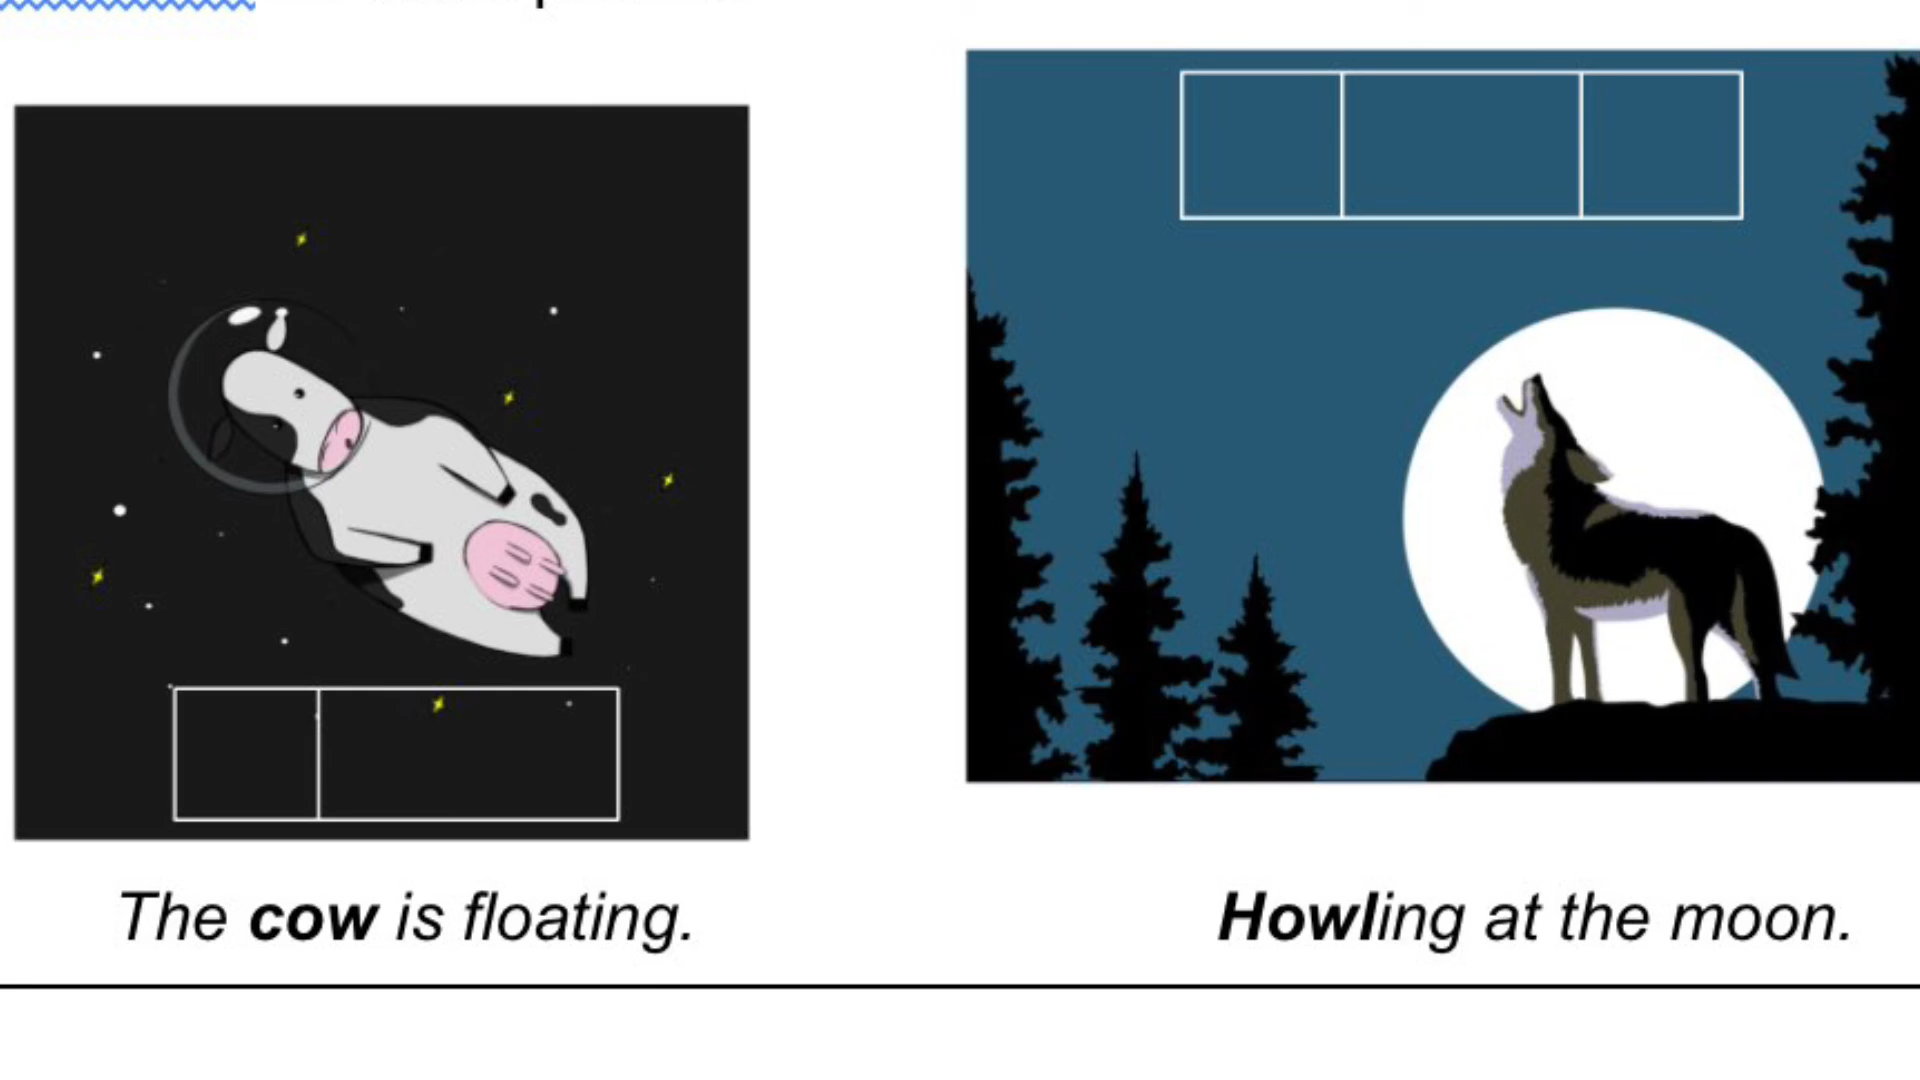 The cow is floating.
Howling at the moon.